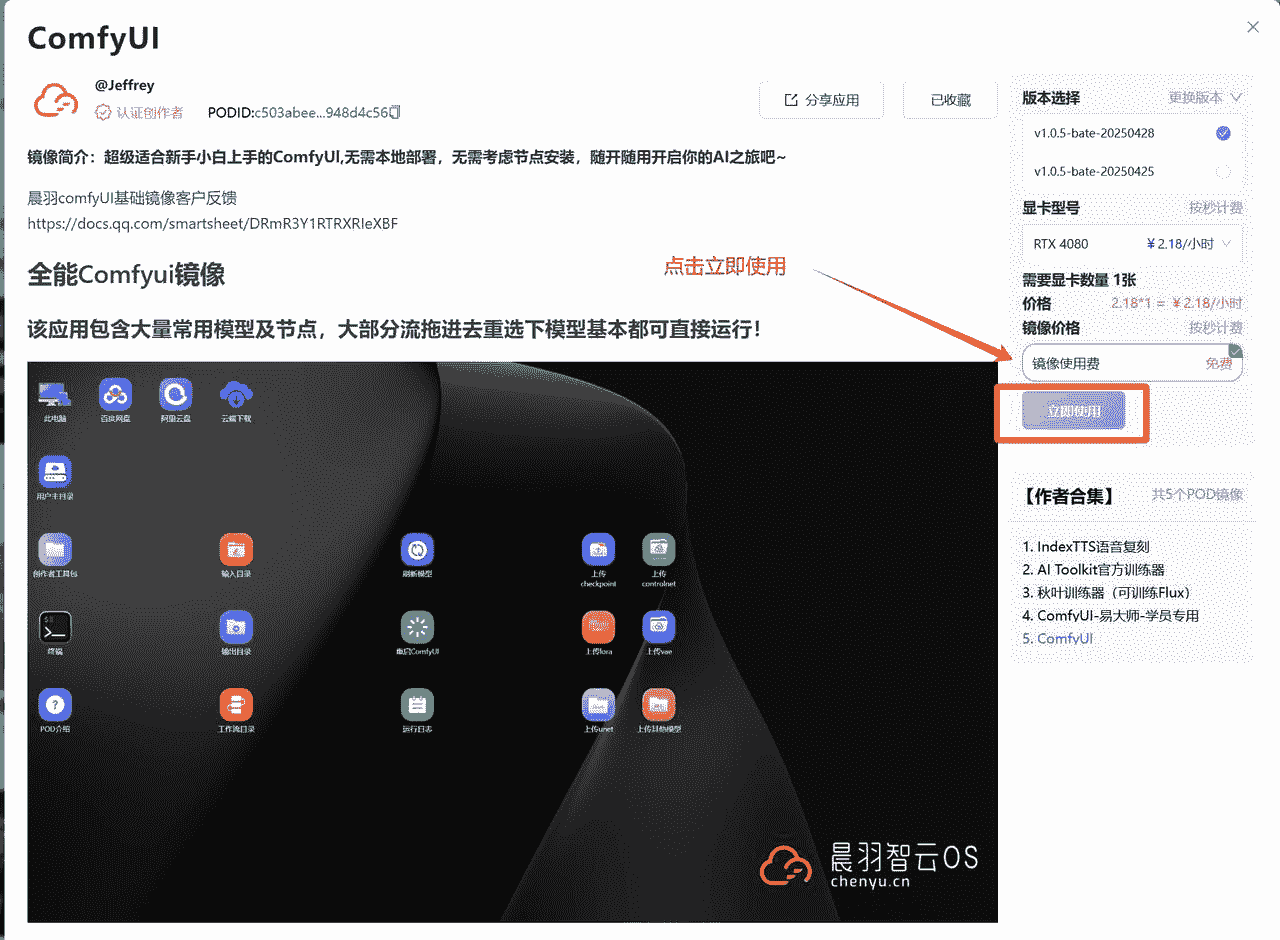 ComfyUI
@Jeffrey
认证创作者
PODID:c503abee...948d4c56
分享应用
已收藏
镜像简介：超级适合新手小白上手的ComfyUI,无需本地部署，无需考虑节点安装，随开随用开启你的AI之旅吧~
晨羽comfyUI基础镜像客户反馈
https://docs.qq.com/smartsheet/DRmR3Y1RTRXRIeXBF
全能Comfyui镜像
点击立即使用
该应用包含大量常用模型及节点，大部分流拖进去重选下模型基本都可直接运行！
此电脑
百度网盘
阿里云盘
云端下载
用户主目录
创作者工具包
输入目录
刷新模型
上传
checkpoint
上传
controlnet
终端
输出目录
重启ComfyUI
上传lora
上传vae
POD介绍
工作流目录
运行日志
上传unet
上传其他模型
晨羽智云OS
chenyu.cn
版本选择
更换版本
v1.0.5-bate-20250428
v1.0.5-bate-20250425
显卡型号
按秒计费
RTX 4080
￥2.18/小时
需要显卡数量 1张
价格
2.18*1 = ￥2.18/小时
镜像价格
按秒计费
镜像使用费
免费
立即使用
【作者合集】
共5个POD镜像
1. IndexTTS语音复刻
2. AI Toolkit官方训练器
3. 秋叶训练器（可训练Flux）
4. ComfyUI-易大师-学员专用
5. ComfyUI